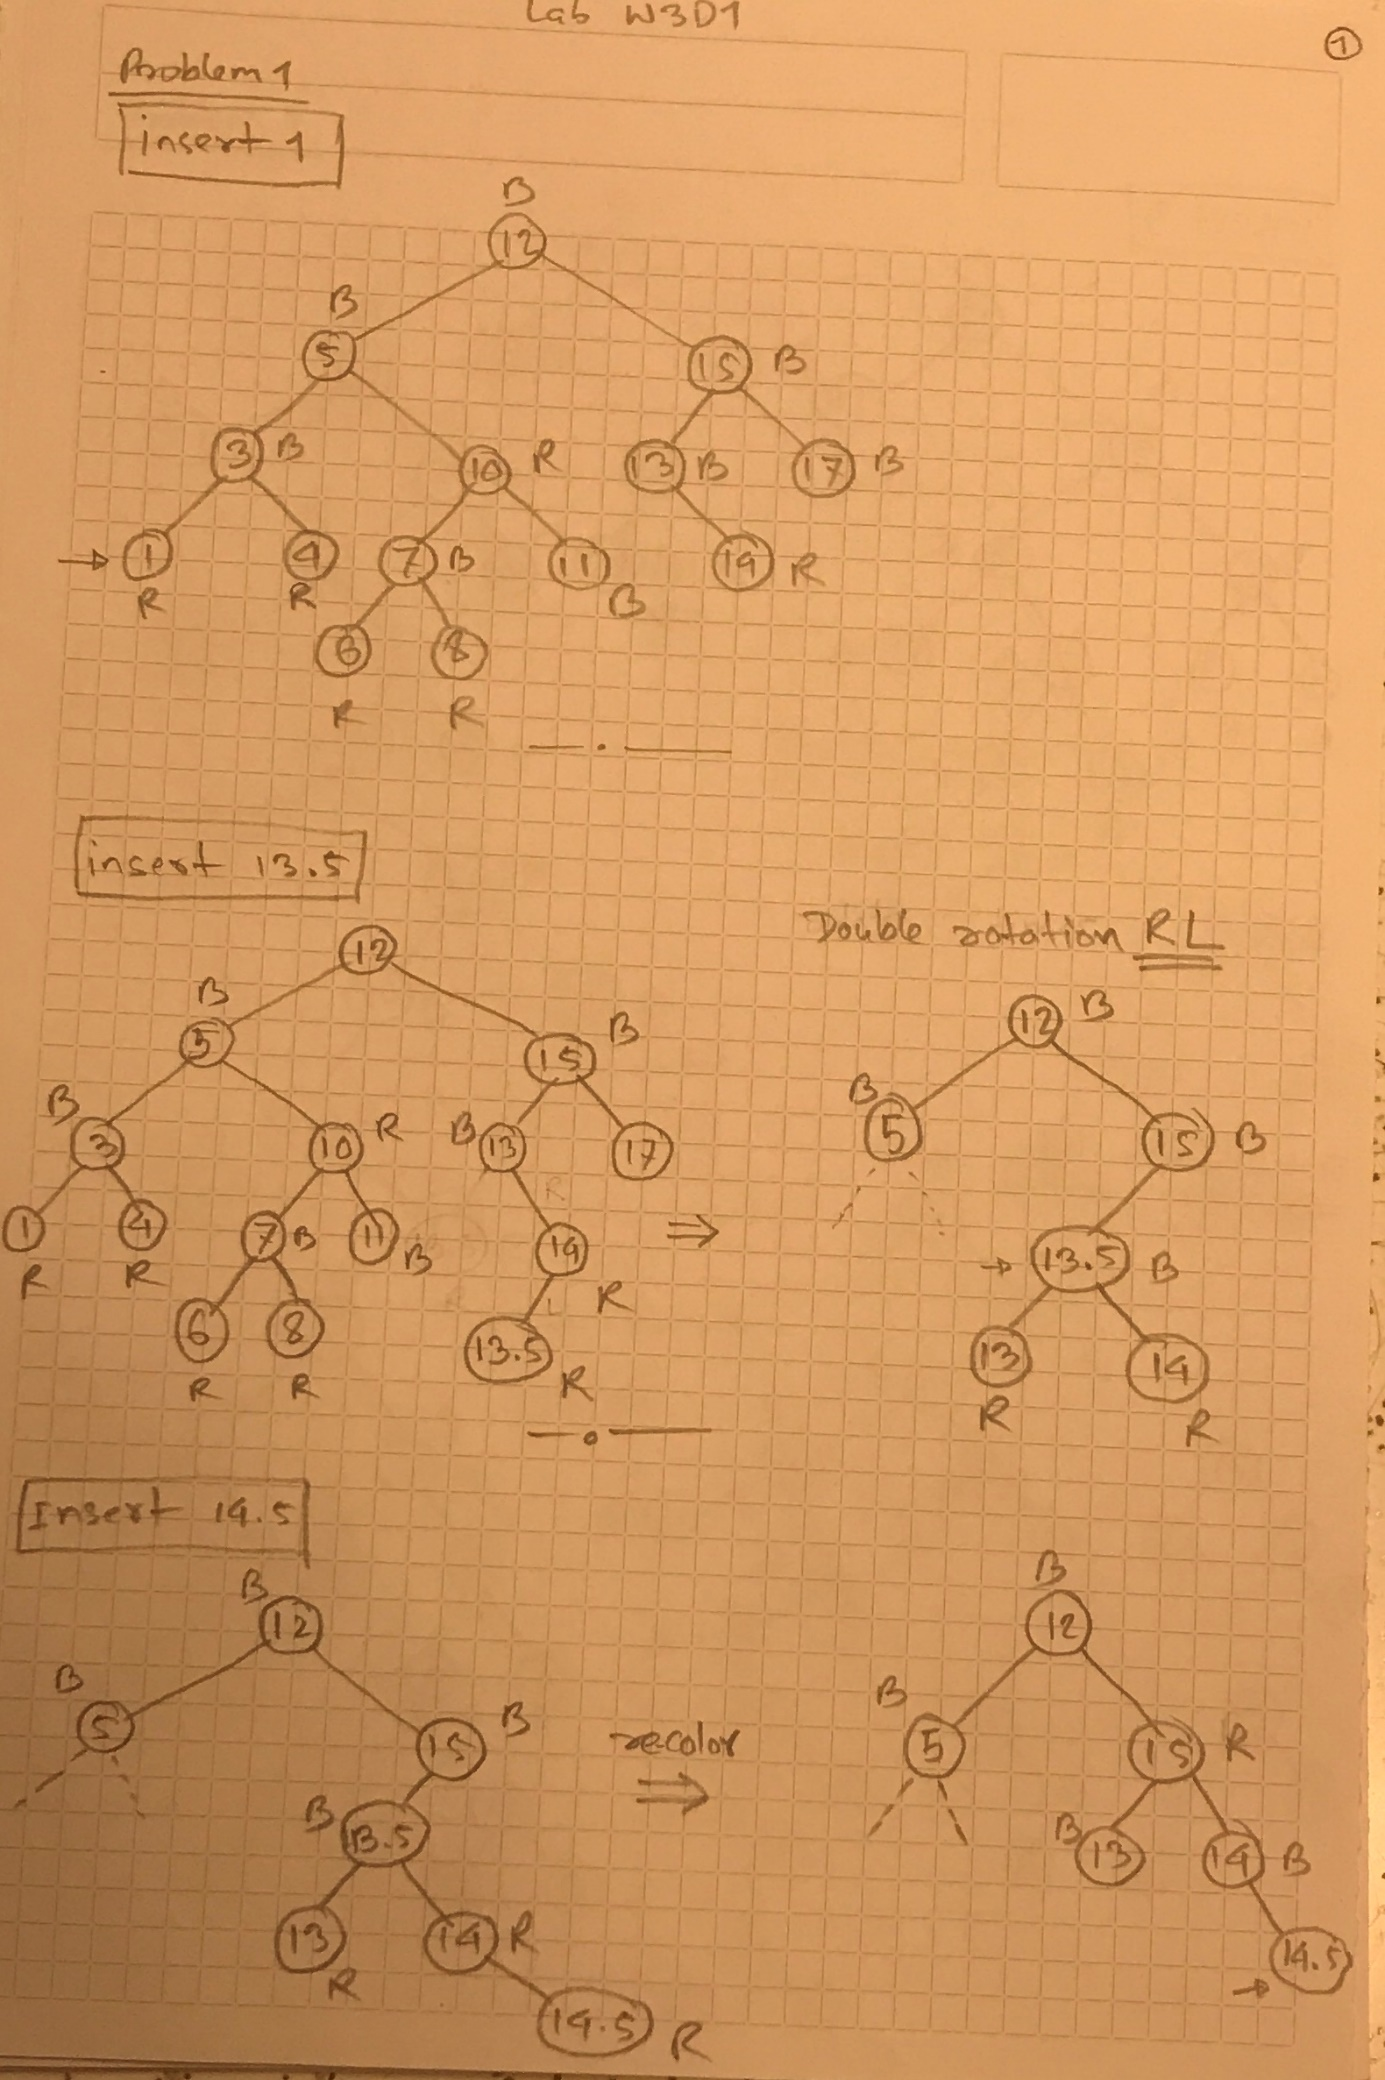 Lab W3D1
1
Problem 1
insert 1
B
12
B
5 15 B
3 B 10 R 13 B 17 B
1 4 7 B 11 14 R
R R B
6 8
R R
insert 13.5
Double rotation RL
12
B
5 15 B
B
3 10 R B 13 17
R
1 4 7 B 11 B 14
R R R
6 8 13.5
R R R
⇒
12 B
B
5 15 B
→ 13.5 B
13 14
R R
Insert 14.5
B
12
B
5 15 B
B 13.5
13 14 R
R
14.5 R
recolor
⇒
B
12
B
5 15 R
B 13 14 B
→ 14.5